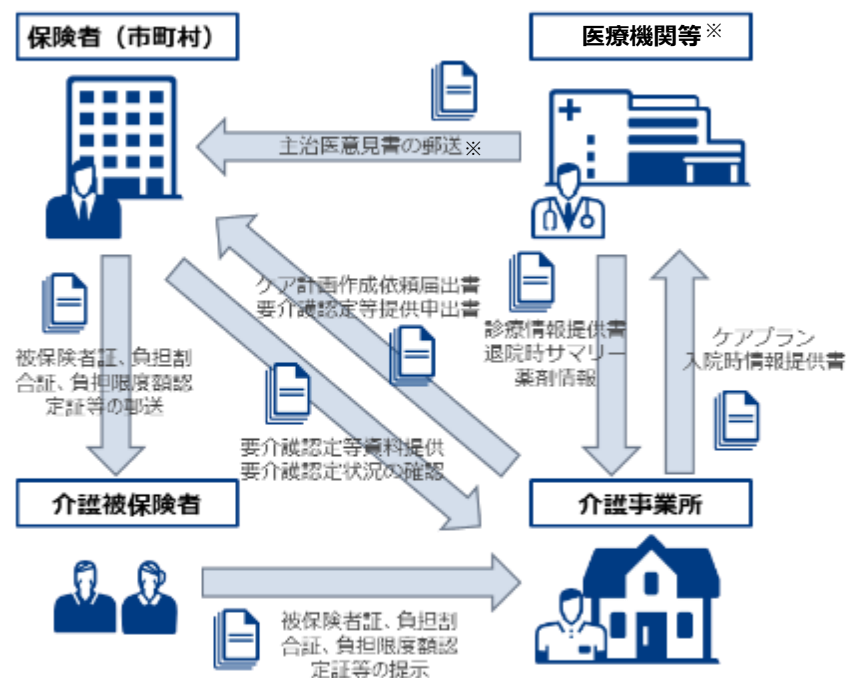 保険者（市町村）
医療機関等※
主治医意見書の郵送※
ケア計画作成依頼届出書
要介護認定等提供申出書
診療情報提供書
退院時サマリー
薬剤情報
ケアプラン
入院時情報提供書
被保険者証、負担割
合証、負担限度額認
定証等の郵送
要介護認定等資料提供
要介護認定状況の確認
介護被保険者
介護事業所
被保険者証、負担割
合証、負担限度額認
定証等の提示